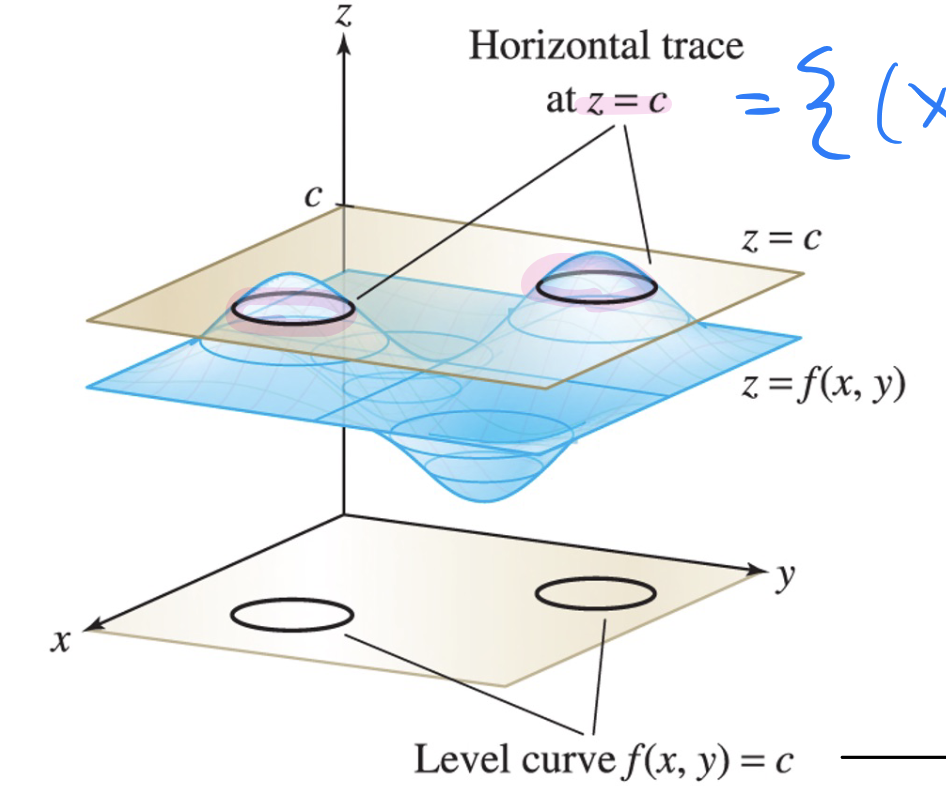 z
Horizontal trace
at z = c
= { (x
c
z = c
z = f(x, y)
y
x
Level curve f(x, y) = c